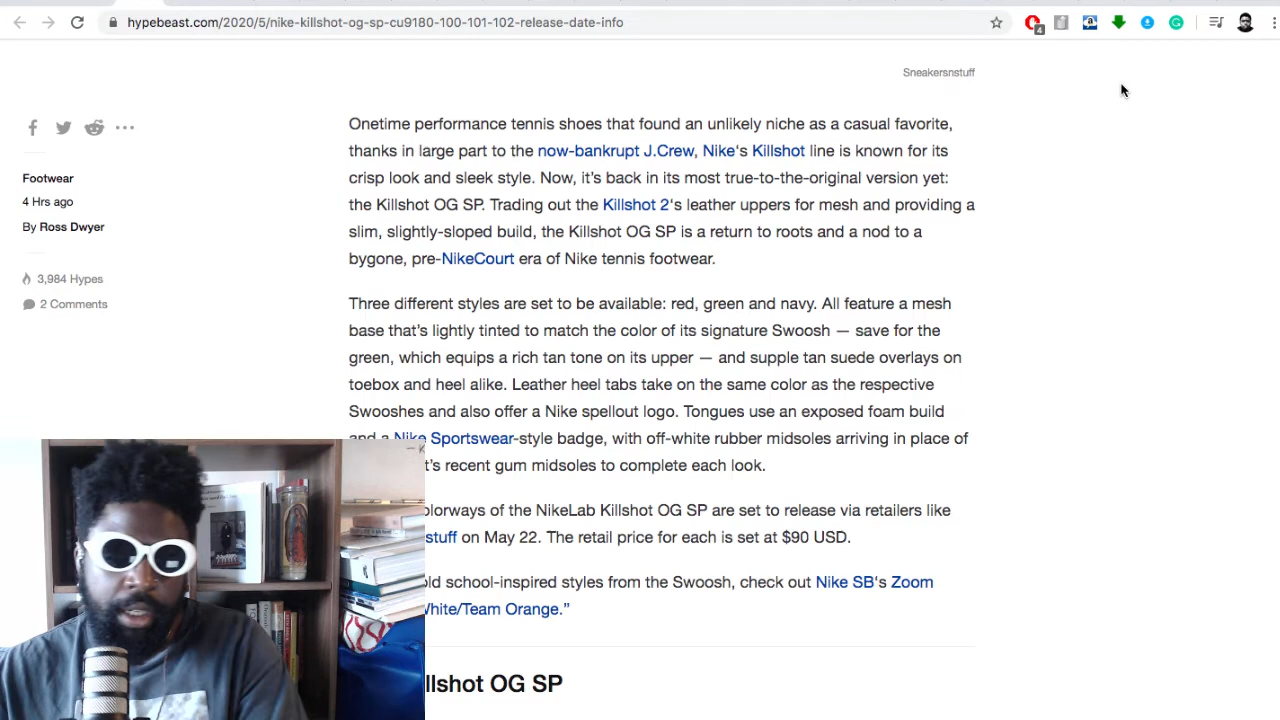 hypebeast.com/2020/5/nike-killshot-og-sp-cu9180-100-101-102-release-date-info
4
Sneakersnstuff
Footwear
4 Hrs ago
By Ross Dwyer
3,984 Hypes
2 Comments
Onetime performance tennis shoes that found an unlikely niche as a casual favorite,
thanks in large part to the now-bankrupt J.Crew, Nike's Killshot line is known for its
crisp look and sleek style. Now, it's back in its most true-to-the-original version yet:
the Killshot OG SP. Trading out the Killshot 2's leather uppers for mesh and providing a
slim, slightly-sloped build, the Killshot OG SP is a return to roots and a nod to a
bygone, pre-NikeCourt era of Nike tennis footwear.
Three different styles are set to be available: red, green and navy. All feature a mesh
base that's lightly tinted to match the color of its signature Swoosh — save for the
green, which equips a rich tan tone on its upper — and supple tan suede overlays on
toebox and heel alike. Leather heel tabs take on the same color as the respective
Swooshes and also offer a Nike spellout logo. Tongues use an exposed foam build
and a Nike Sportswear-style badge, with off-white rubber midsoles arriving in place of
't's recent gum midsoles to complete each look.
olorways of the NikeLab Killshot OG SP are set to release via retailers like
stuff on May 22. The retail price for each is set at $90 USD.
old school-inspired styles from the Swoosh, check out Nike SB's Zoom
White/Team Orange.”
llshot OG SP